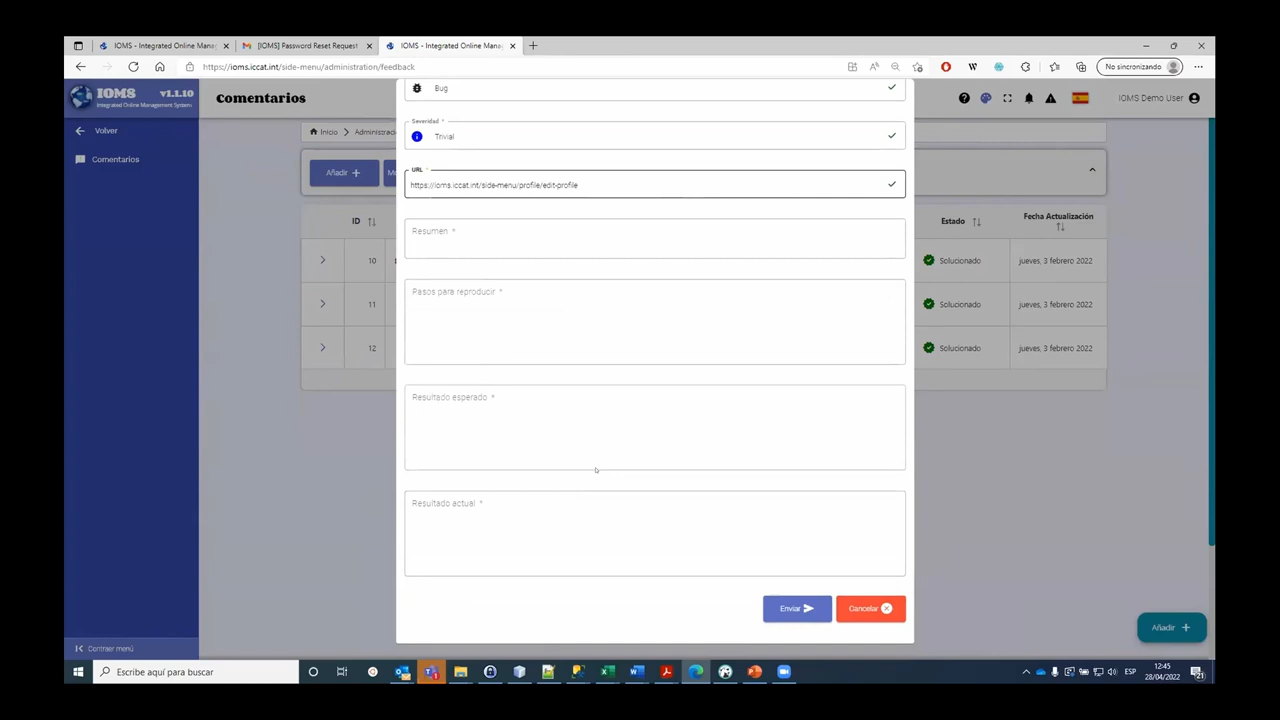 IOMS - Integrated Online Mana
[IOMS] Password Reset Request
IOMS - Integrated Online Mana
https://ioms.iccat.int/side-menu/administration/feedback
No sincronizando
IOMS v1.1.10
Integrated Online Management System
Comentarios
IOMS Demo User
Volver
Comentarios
Inicio > Administrac
Añadir +
Mo
ID
Estado
Fecha Actualización
10
Solucionado
jueves, 3 febrero 2022
11
Solucionado
jueves, 3 febrero 2022
12
Solucionado
jueves, 3 febrero 2022
Bug
Severidad *
Trivial
URL *
https://ioms.iccat.int/side-menu/profile/edit-profile
Resumen *
Pasos para reproducir *
Resultado esperado *
Resultado actual *
Enviar
Cancelar
Añadir +
Contraer menú
Escribe aquí para buscar
ESP
12:45
28/04/2022
21